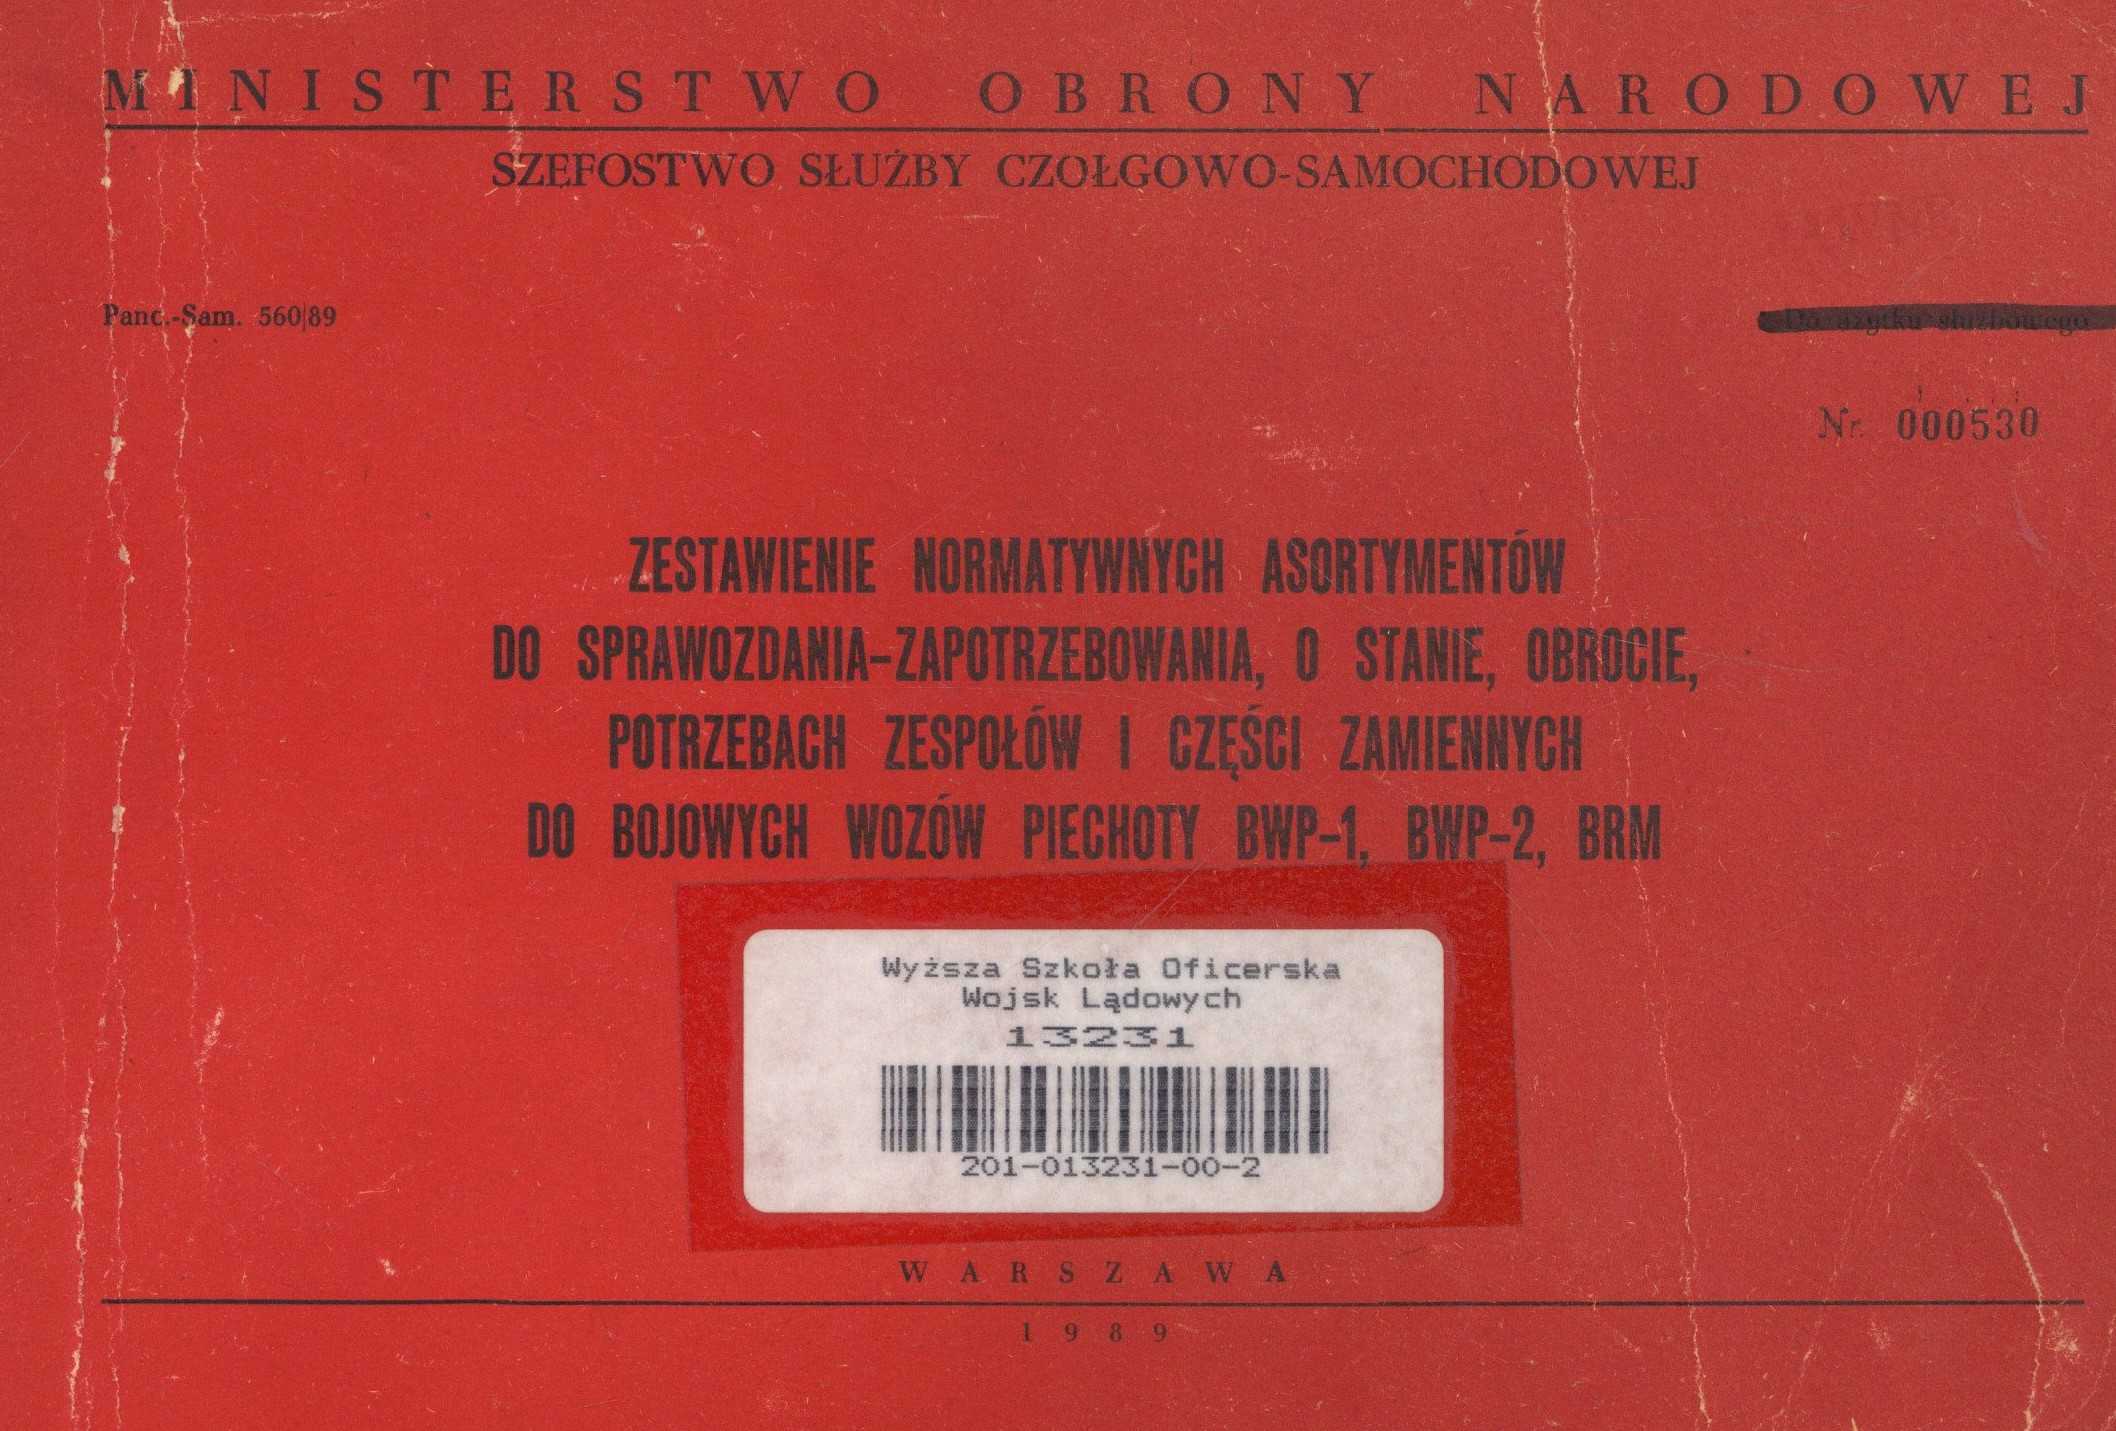 MINISTERSTWO OBRONY NARODOWEJ
SZEFOSTWO SŁUŻBY CZOŁGOWO-SAMOCHODOWEJ
Panc.-Sam. 560|89
Do użytku służbowego
Nr. 000530
ZESTAWIENIE NORMATYWNYCH ASORTYMENTÓW
DO SPRAWOZDANIA-ZAPOTRZEBOWANIA, O STANIE, OBROCIE,
POTRZEBACH ZESPOŁÓW I CZĘŚCI ZAMIENNYCH
DO BOJOWYCH WOZÓW PIECHOTY BWP-1, BWP-2, BRM
Wyższa Szkoła Oficerska
Wojsk Lądowych
13231
201-013231-00-2
WARSZAWA
1989